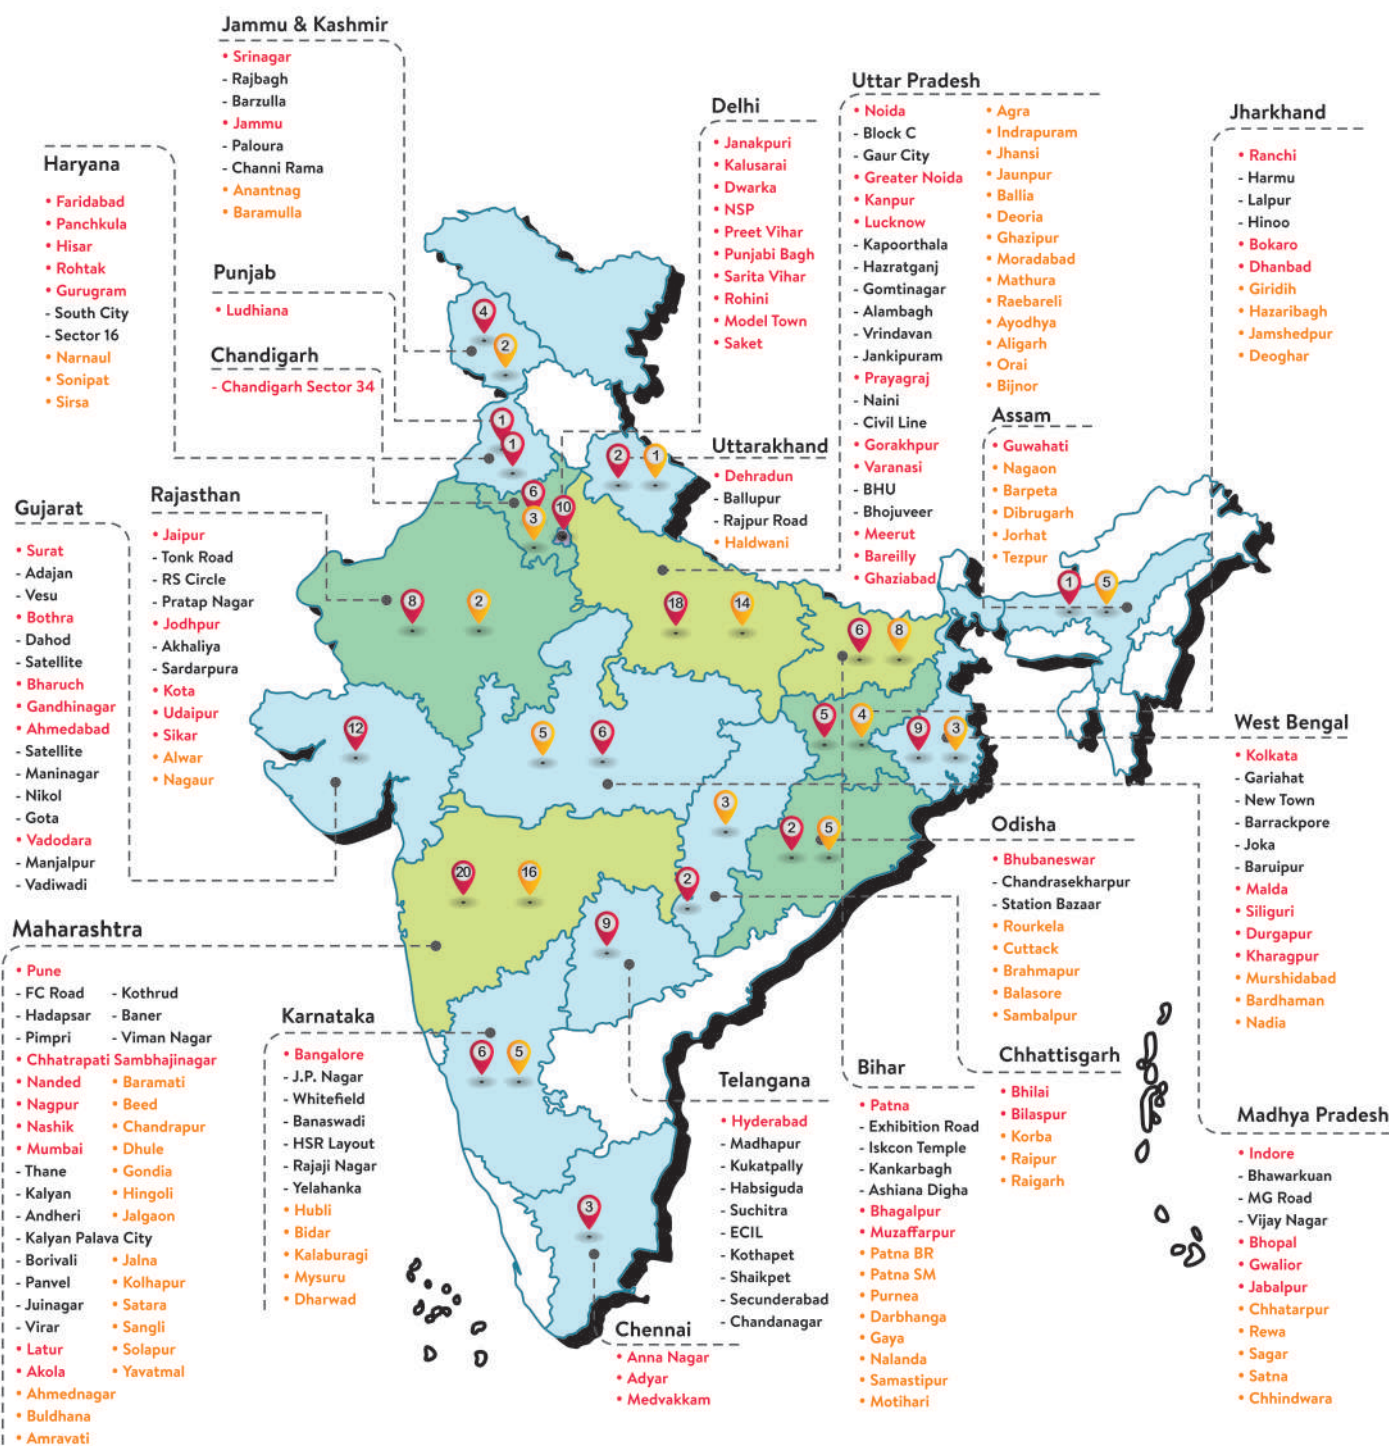 Jammu & Kashmir
• Srinagar
- Rajbagh
- Barzulla
• Jammu
- Paloura
- Channi Rama
• Anantnag
• Baramulla
Haryana
• Faridabad
• Panchkula
• Hisar
• Rohtak
• Gurugram
- South City
- Sector 16
• Narnaul
• Sonipat
• Sirsa
Punjab
• Ludhiana
Chandigarh
- Chandigarh Sector 34
Delhi
• Janakpuri
• Kalusarai
• Dwarka
• NSP
• Preet Vihar
• Punjabi Bagh
• Sarita Vihar
• Rohini
• Model Town
• Saket
Uttar Pradesh
• Noida
- Block C
- Gaur City
• Greater Noida
• Kanpur
• Lucknow
- Kapoorthala
- Hazratganj
- Gomtinagar
- Alambagh
- Vrindavan
- Jankipuram
• Prayagraj
- Naini
- Civil Line
• Gorakhpur
• Varanasi
- BHU
- Bhojuveer
• Meerut
• Bareilly
• Ghaziabad
• Agra
• Indrapuram
• Jhansi
• Jaunpur
• Ballia
• Deoria
• Ghazipur
• Moradabad
• Mathura
• Raebareli
• Ayodhya
• Aligarh
• Orai
• Bijnor
Jharkhand
• Ranchi
- Harmu
- Lalpur
- Hinoo
• Bokaro
• Dhanbad
• Giridih
• Hazaribagh
• Jamshedpur
• Deoghar
Assam
• Guwahati
• Nagaon
• Barpeta
• Dibrugarh
• Jorhat
• Tezpur
Uttarakhand
• Dehradun
- Ballupur
- Rajpur Road
• Haldwani
Gujarat
• Surat
- Adajan
- Vesu
• Bothra
- Dahod
- Satellite
• Bharuch
• Gandhinagar
• Ahmedabad
- Satellite
- Maninagar
- Nikol
- Gota
• Vadodara
- Manjalpur
- Vadiwadi
Rajasthan
• Jaipur
- Tonk Road
- RS Circle
- Pratap Nagar
• Jodhpur
- Akhaliya
- Sardarpura
• Kota
• Udaipur
• Sikar
• Alwar
• Nagaur
4
2
1
1
2
1
6
3
10
8
2
18
14
6
8
1
5
12
5
6
5
4
9
3
3
2
5
20
16
2
9
6
5
3
West Bengal
• Kolkata
- Gariahat
- New Town
- Barrackpore
- Joka
- Baruipur
• Malda
• Siliguri
• Durgapur
• Kharagpur
• Murshidabad
• Bardhaman
• Nadia
Odisha
• Bhubaneswar
- Chandrasekharpur
- Station Bazaar
• Rourkela
• Cuttack
• Brahmapur
• Balasore
• Sambalpur
Maharashtra
• Pune
- FC Road - Kothrud
- Hadapsar - Baner
- Pimpri - Viman Nagar
• Chhatrapati Sambhajinagar
• Nanded • Baramati
• Nagpur • Beed
• Nashik • Chandrapur
• Mumbai • Dhule
- Thane • Gondia
- Kalyan • Hingoli
- Andheri • Jalgaon
- Kalyan Palava City
- Borivali • Jalna
- Panvel • Kolhapur
- Juinagar • Satara
- Virar • Sangli
• Latur • Solapur
• Akola • Yavatmal
• Ahmednagar
• Buldhana
• Amravati
Karnataka
• Bangalore
- J.P. Nagar
- Whitefield
- Banaswadi
- HSR Layout
- Rajaji Nagar
- Yelahanka
• Hubli
• Bidar
• Kalaburagi
• Mysuru
• Dharwad
Telangana
• Hyderabad
- Madhapur
- Kukatpally
- Habsiguda
- Suchitra
- ECIL
- Kothapet
- Shaikpet
- Secunderabad
- Chandanagar
Chennai
• Anna Nagar
• Adyar
• Medvakkam
Bihar
• Patna
- Exhibition Road
- Iskcon Temple
- Kankarbagh
- Ashiana Digha
• Bhagalpur
• Muzaffarpur
• Patna BR
• Patna SM
• Purnea
• Darbhanga
• Gaya
• Nalanda
• Samastipur
• Motihari
Chhattisgarh
• Bhilai
• Bilaspur
• Korba
• Raipur
• Raigarh
Madhya Pradesh
• Indore
- Bhawarkuan
- MG Road
- Vijay Nagar
• Bhopal
• Gwalior
• Jabalpur
• Chhatarpur
• Rewa
• Sagar
• Satna
• Chhindwara